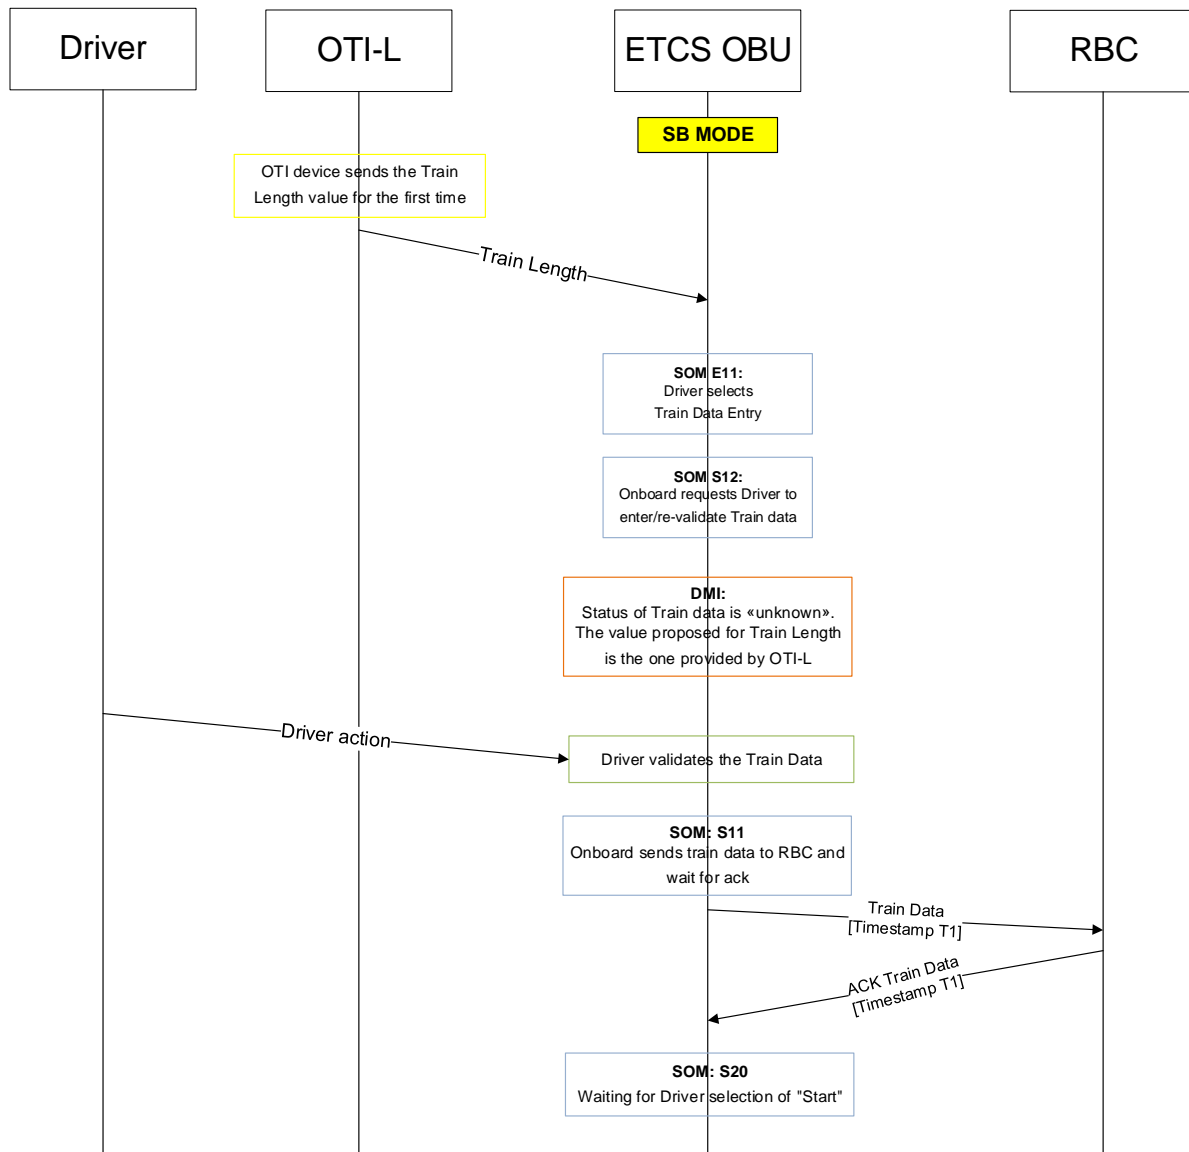 Driver
OTI-L
ETCS OBU
RBC
SB MODE
OTI device sends the Train
Length value for the first time
Train Length
SOM E11:
Driver selects
Train Data Entry
SOM S12:
Onboard requests Driver to
enter/re-validate Train data
DMI:
Status of Train data is «unknown».
The value proposed for Train Length
is the one provided by OTI-L
Driver action
Driver validates the Train Data
SOM: S11
Onboard sends train data to RBC and
wait for ack
Train Data
[Timestamp T1]
ACK Train Data
[Timestamp T1]
SOM: S20
Waiting for Driver selection of "Start"